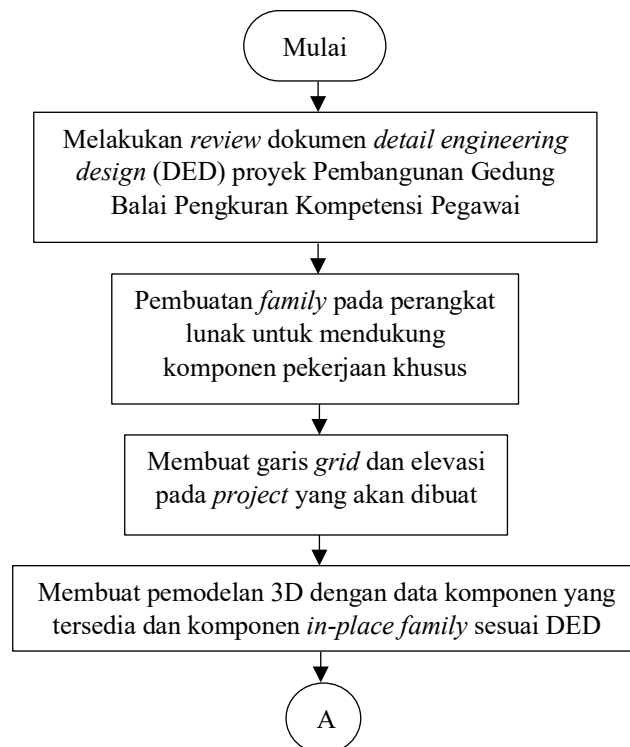 Mulai
Melakukan review dokumen detail engineering
design (DED) proyek Pembangunan Gedung
Balai Pengkuran Kompetensi Pegawai
Pembuatan family pada perangkat
lunak untuk mendukung
komponen pekerjaan khusus
Membuat garis grid dan elevasi
pada project yang akan dibuat
Membuat pemodelan 3D dengan data komponen yang
tersedia dan komponen in-place family sesuai DED
A